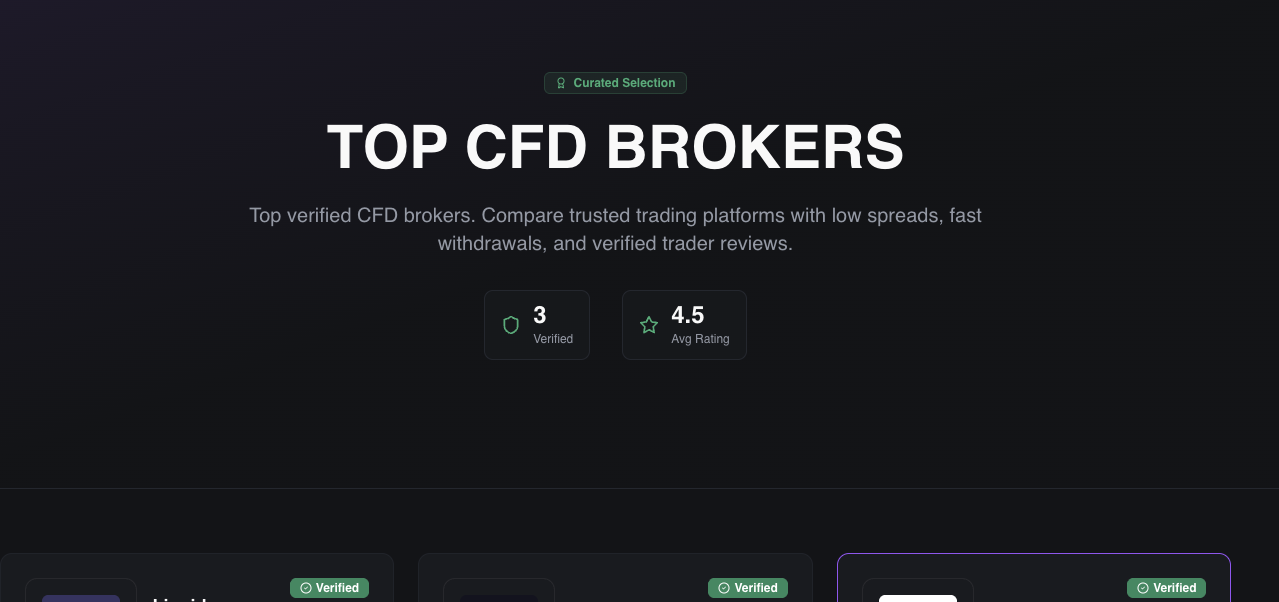 Curated Selection
TOP CFD BROKERS
Top verified CFD brokers. Compare trusted trading platforms with low spreads, fast
withdrawals, and verified trader reviews.
3
Verified
4.5
Avg Rating
Verified
Verified
Verified